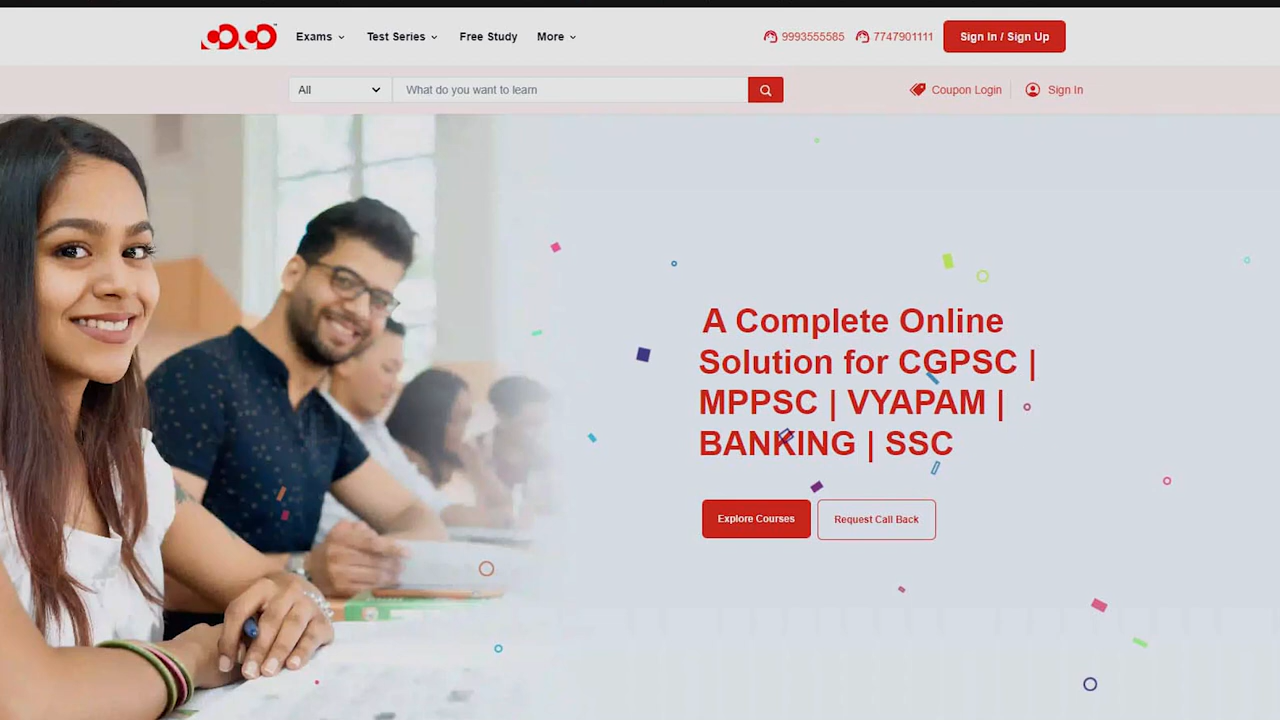 Exams
Test Series
Free Study
More
9993555585
7747901111
Sign In / Sign Up
All
What do you want to learn
Coupon Login
Sign In
A Complete Online
Solution for CGPSC |
MPPSC | VYAPAM |
BANKING | SSC
Explore Courses
Request Call Back